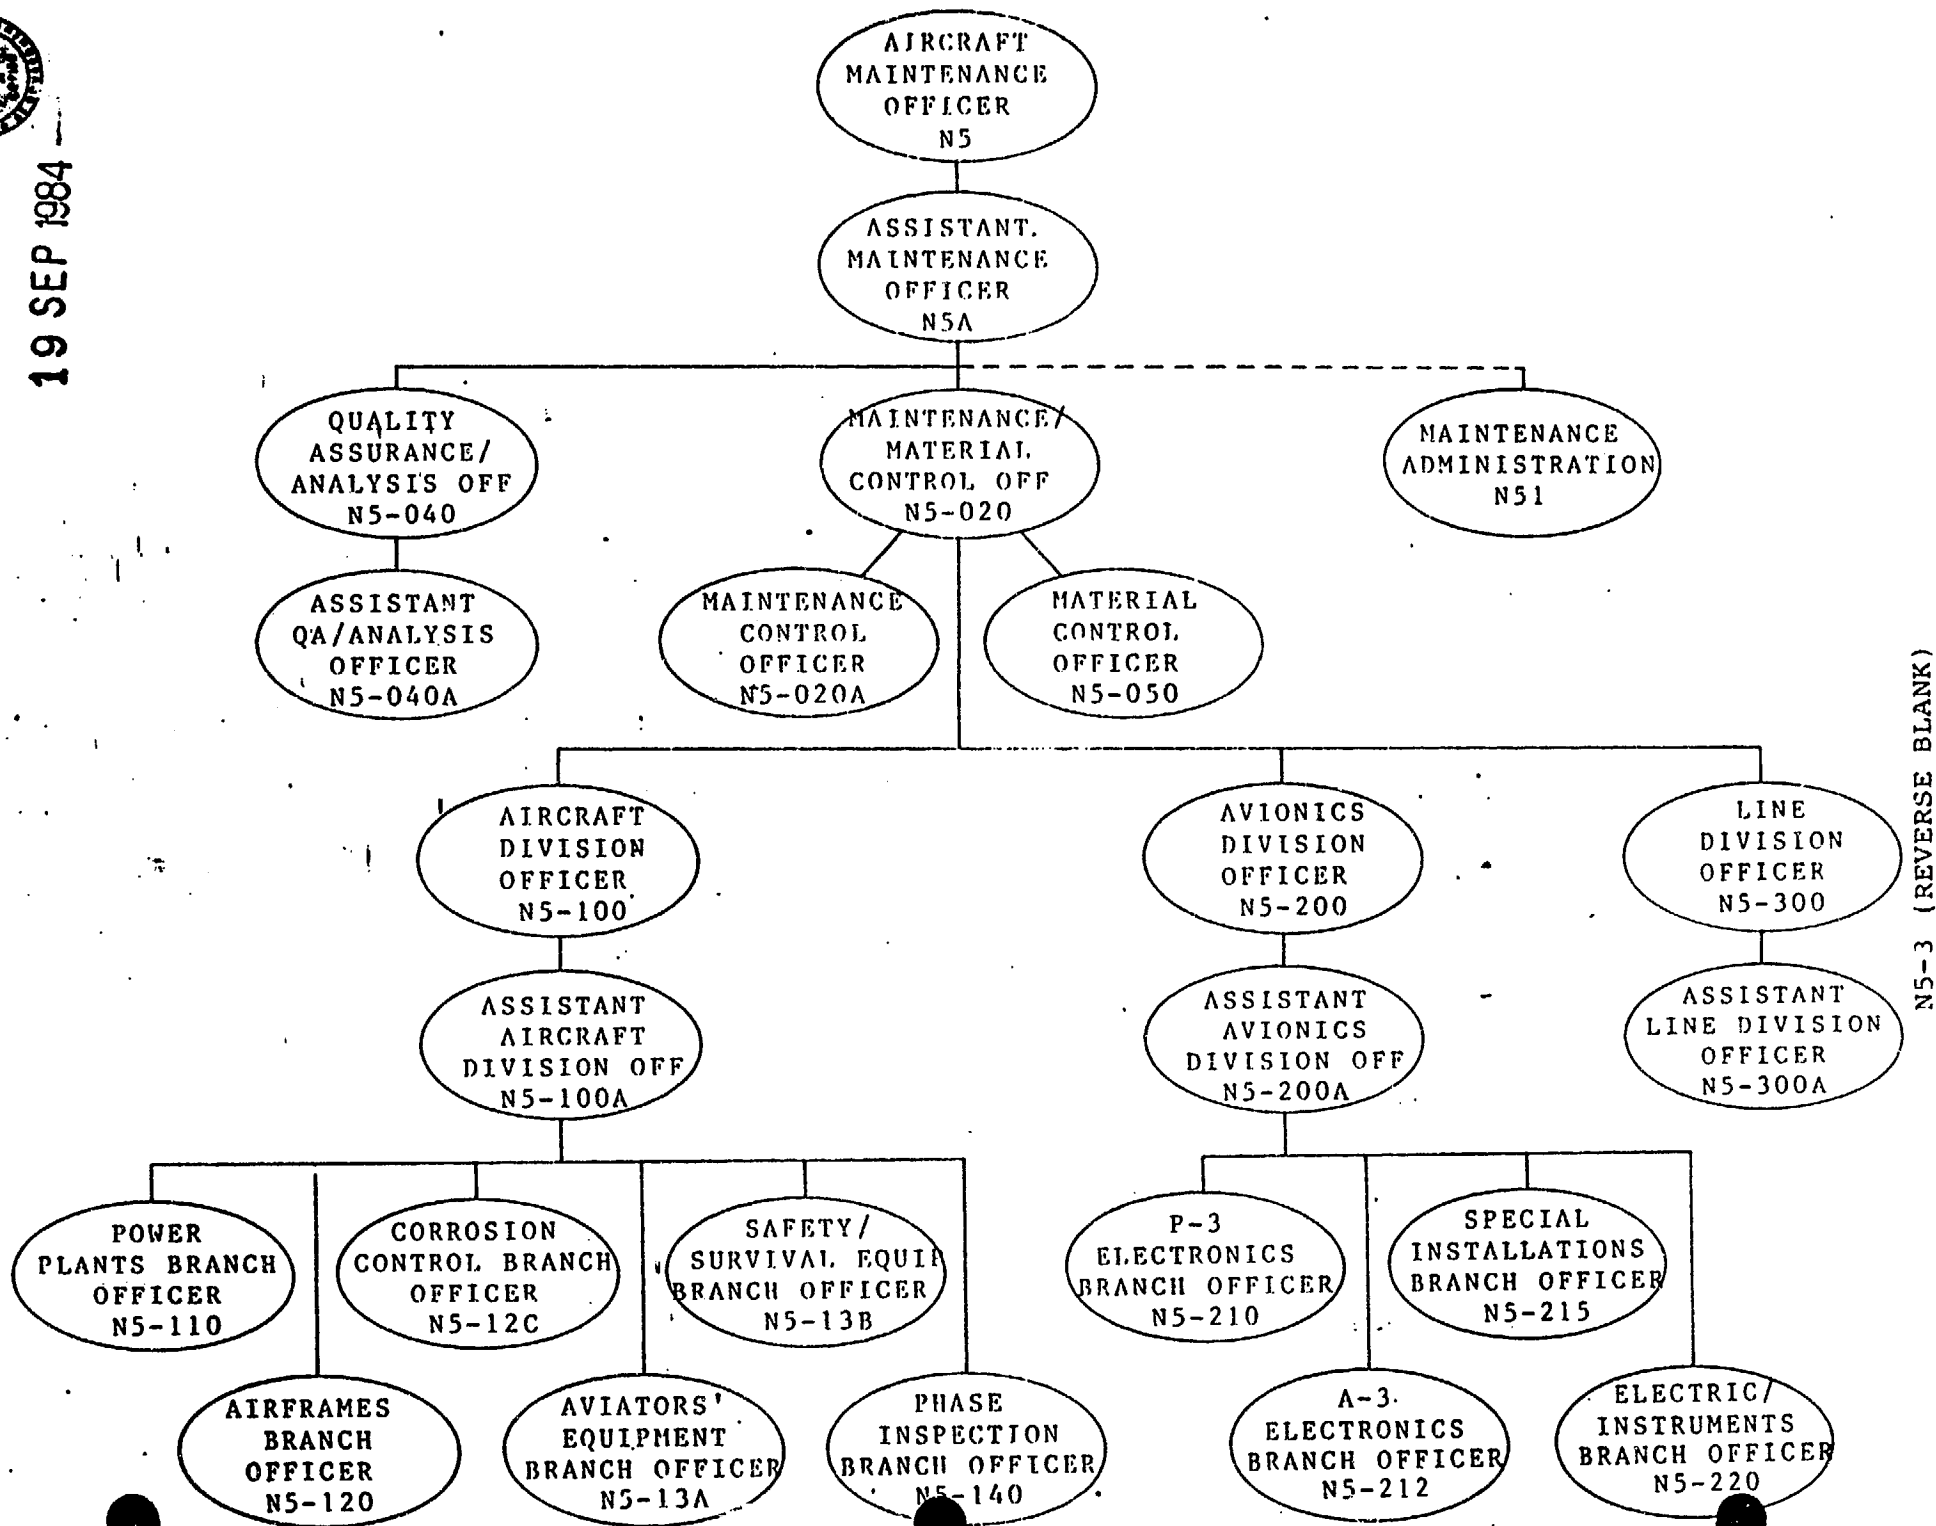 19 SEP 1984
AIRCRAFT
MAINTENANCE
OFFICER
N5
ASSISTANT.
MAINTENANCE
OFFICER
N5A
QUALITY
ASSURANCE/
ANALYSIS OFF
N5-040
MAINTENANCE/
MATERIAL
CONTROL OFF
N5-020
MAINTENANCE
ADMINISTRATION
N51
ASSISTANT
QA/ANALYSIS
OFFICER
N5-040A
MAINTENANCE
CONTROL
OFFICER
N5-020A
MATERIAL
CONTROL
OFFICER
N5-050
AIRCRAFT
DIVISION
OFFICER
N5-100
AVIONICS
DIVISION
OFFICER
N5-200
LINE
DIVISION
OFFICER
N5-300
ASSISTANT
AIRCRAFT
DIVISION OFF
N5-100A
ASSISTANT
AVIONICS
DIVISION OFF
N5-200A
ASSISTANT
LINE DIVISION
OFFICER
N5-300A
POWER
PLANTS BRANCH
OFFICER
N5-110
CORROSION
CONTROL BRANCH
OFFICER
N5-12C
SAFETY/
SURVIVAL EQUIP
BRANCH OFFICER
N5-13B
P-3
ELECTRONICS
BRANCH OFFICER
N5-210
SPECIAL
INSTALLATIONS
BRANCH OFFICER
N5-215
AIRFRAMES
BRANCH
OFFICER
N5-120
AVIATORS'
EQUIPMENT
BRANCH OFFICER
N5-13A
PHASE
INSPECTION
BRANCH OFFICER
N5-140
A-3
ELECTRONICS
BRANCH OFFICER
N5-212
ELECTRIC/
INSTRUMENTS
BRANCH OFFICER
N5-220
N5-3 (REVERSE BLANK)